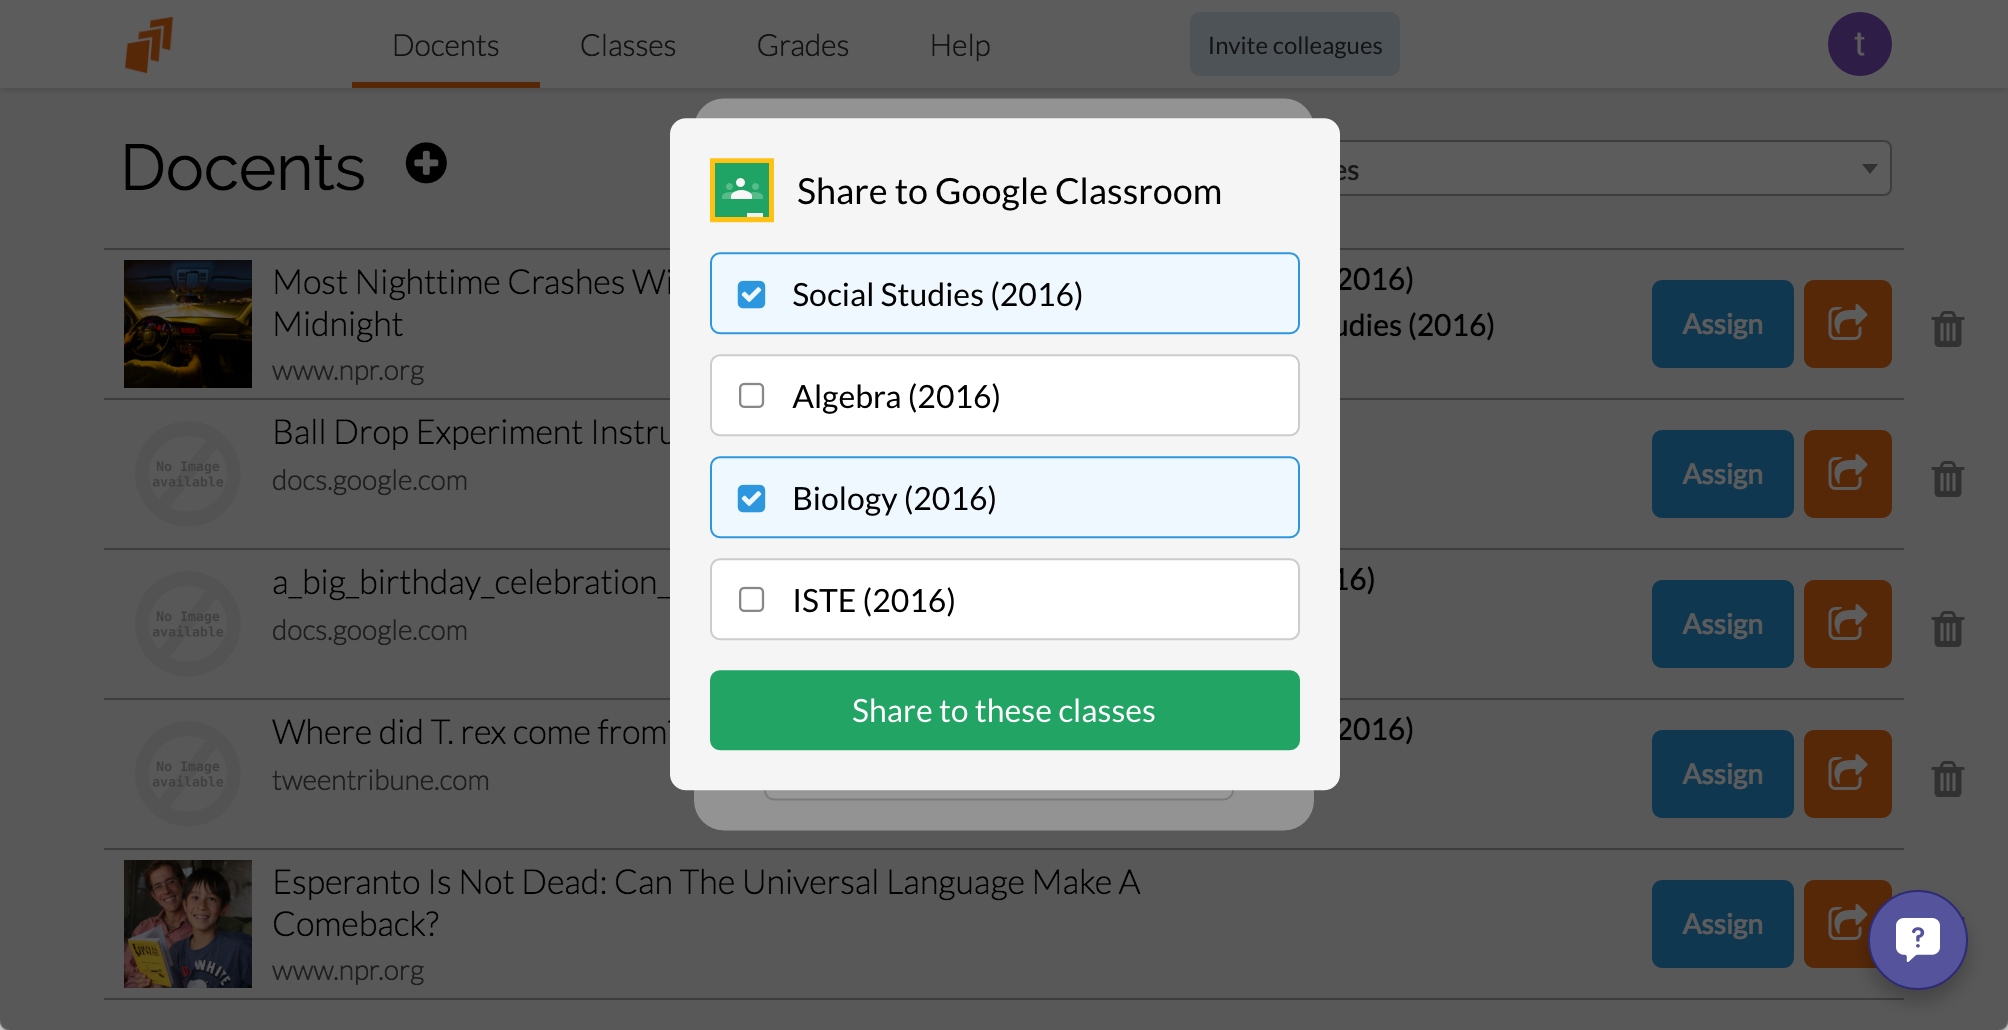 Docents
Classes
Grades
Help
Invite colleagues
t
Docents
Share to Google Classroom
Social Studies (2016)
Algebra (2016)
Biology (2016)
ISTE (2016)
Share to these classes
Most Nighttime Crashes
Midnight
www.npr.org
2016)
(2016)
Assign
Ball Drop Experiment
docs.google.com
Assign
No Image
available
a_big_birthday_celebration_
docs.google.com
16)
Assign
No Image
available
Where did T. rex come from
tweentribune.com
2016)
Assign
No Image
available
Esperanto Is Not Dead: Can The Universal Language Make A
Comeback?
www.npr.org
Assign
?